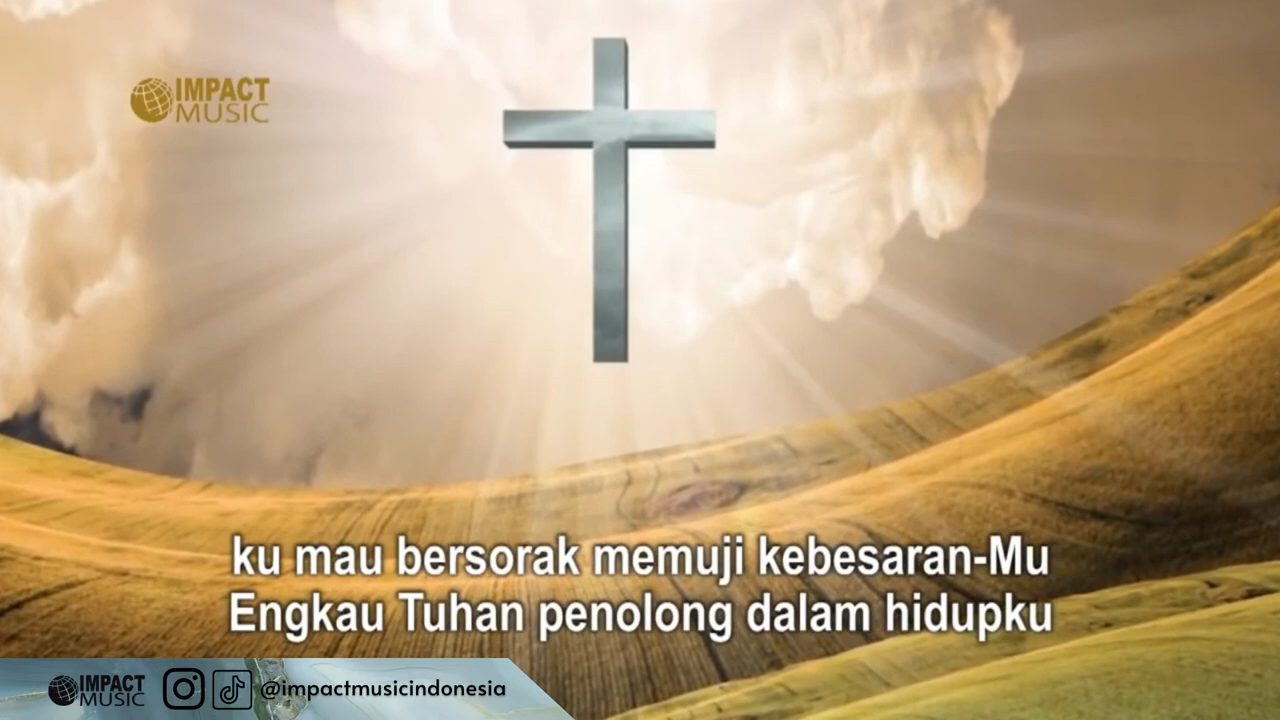 IMPACT
MUSIC
ku mau bersorak memuji kebesaran-Mu
Engkau Tuhan penolong dalam hidupku
IMPACT
MUSIC
@impactmusicindonesia